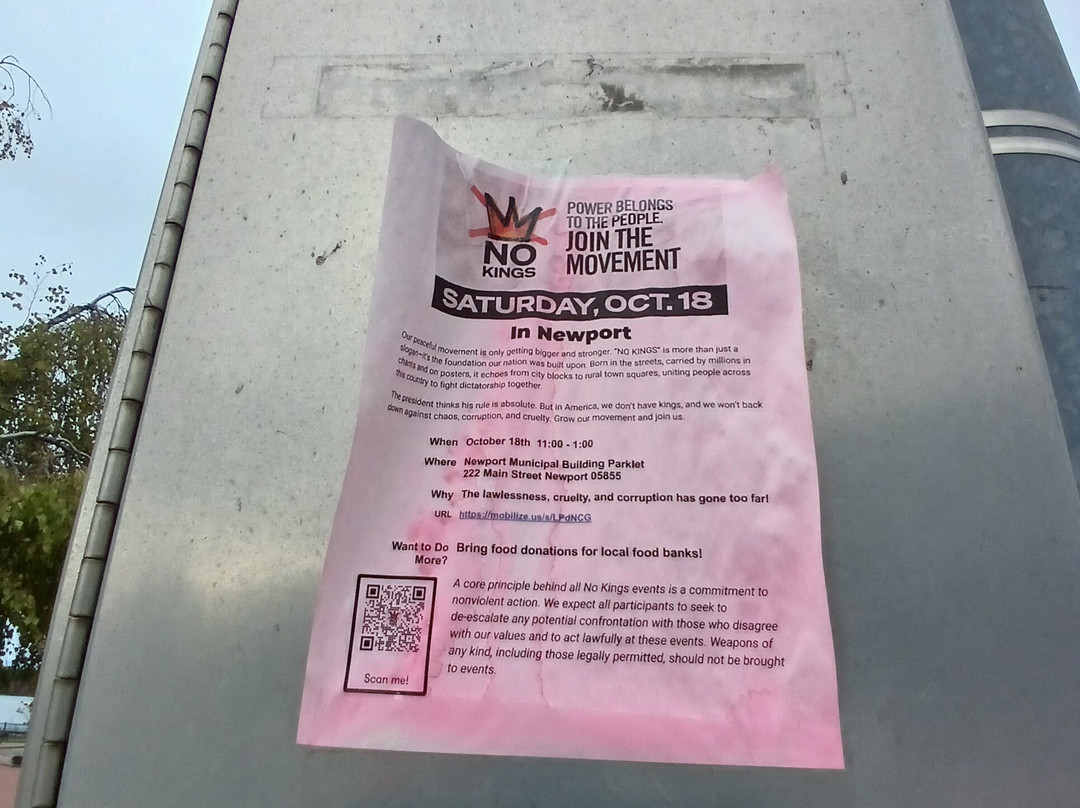 NO
KINGS
POWER BELONGS
TO THE PEOPLE.
JOIN THE
MOVEMENT
SATURDAY, OCT. 18
In Newport
Our peaceful movement is only getting bigger and stronger. "NO KINGS" is more than just a
slogan—it's the foundation our nation was built upon. Born in the streets, carried by millions in
chants and on posters, it echoes from city blocks to rural town squares, uniting people across
this country to fight dictatorship together.
The president thinks his rule is absolute. But in America, we don't have kings, and we won't back
down against chaos, corruption, and cruelty. Grow our movement and join us.
When October 18th 11:00 - 1:00
Where Newport Municipal Building Parklet
222 Main Street Newport 05855
Why The lawlessness, cruelty, and corruption has gone too far!
URL https://mobilize.us/s/LPdNCG
Want to Do More? Bring food donations for local food banks!
A core principle behind all No Kings events is a commitment to
nonviolent action. We expect all participants to seek to
de-escalate any potential confrontation with those who disagree
with our values and to act lawfully at these events. Weapons of
any kind, including those legally permitted, should not be brought
to events.
Scan me!